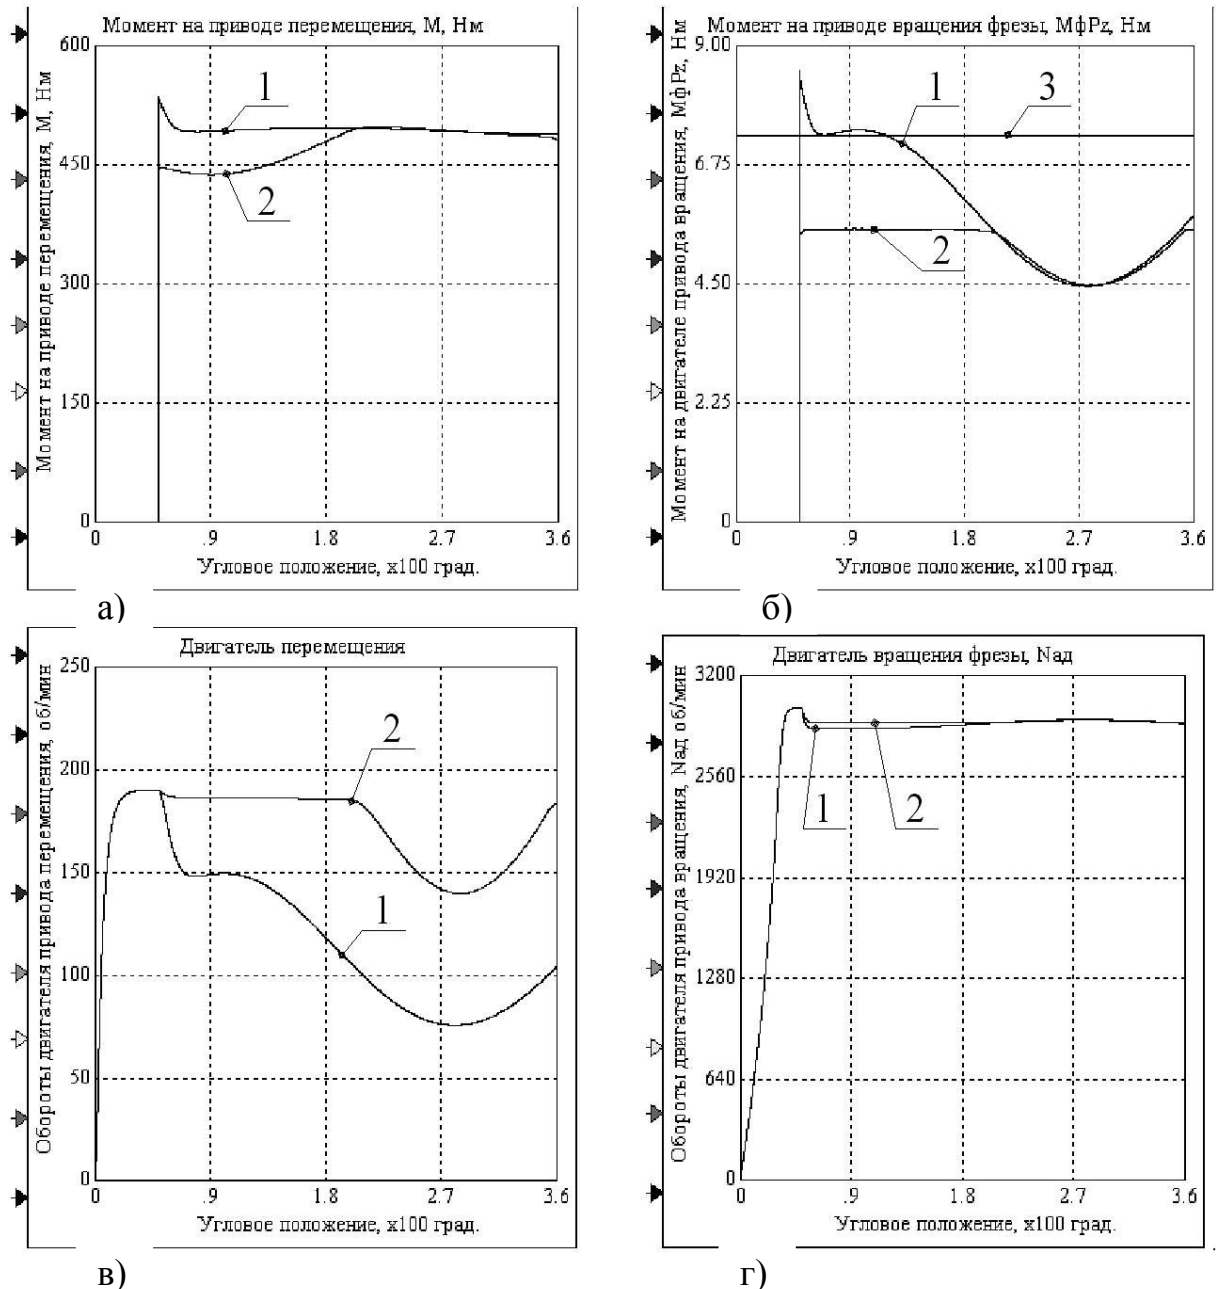 Момент на приводе перемещения, М, Нм
Момент на приводе перемещения, М, Нм
600
450
300
150
0
1
2
0 .9 1.8 2.7 3.6
Угловое положение, x100 град.
а)
Момент на приводе вращения фрезы, МфPz, Нм
Момент на двигателе привода вращения, МфPz, Нм
9.00
6.75
4.50
2.25
0
1
3
2
0 .9 1.8 2.7 3.6
Угловое положение, x100 град.
б)
Двигатель перемещения
Обороты двигателя привода перемещения, об/мин
250
200
150
100
50
0
2
1
0 .9 1.8 2.7 3.6
Угловое положение, x100 град.
в)
Двигатель вращения фрезы, Nад
Обороты двигателя привода вращения, Nад об/мин
3200
2560
1920
1280
640
0
1 2
0 .9 1.8 2.7 3.6
Угловое положение, x100 град.
г)